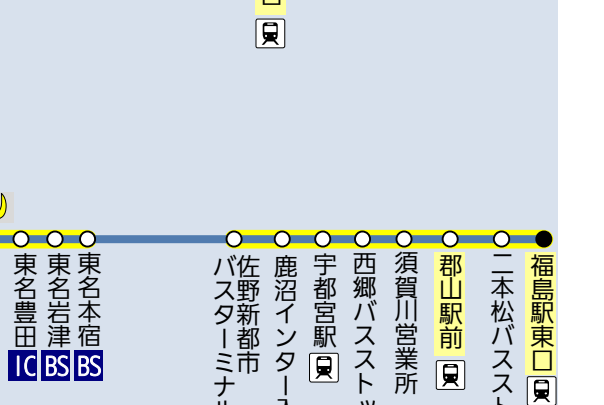 東名豊田
IC
東名岩津
BS
東名本宿
BS
佐野新都市
バスターミナル
鹿沼インター入
宇都宮駅
西郷バスストッ
須賀川営業所
郡山駅前
二本松バススト
福島駅東口